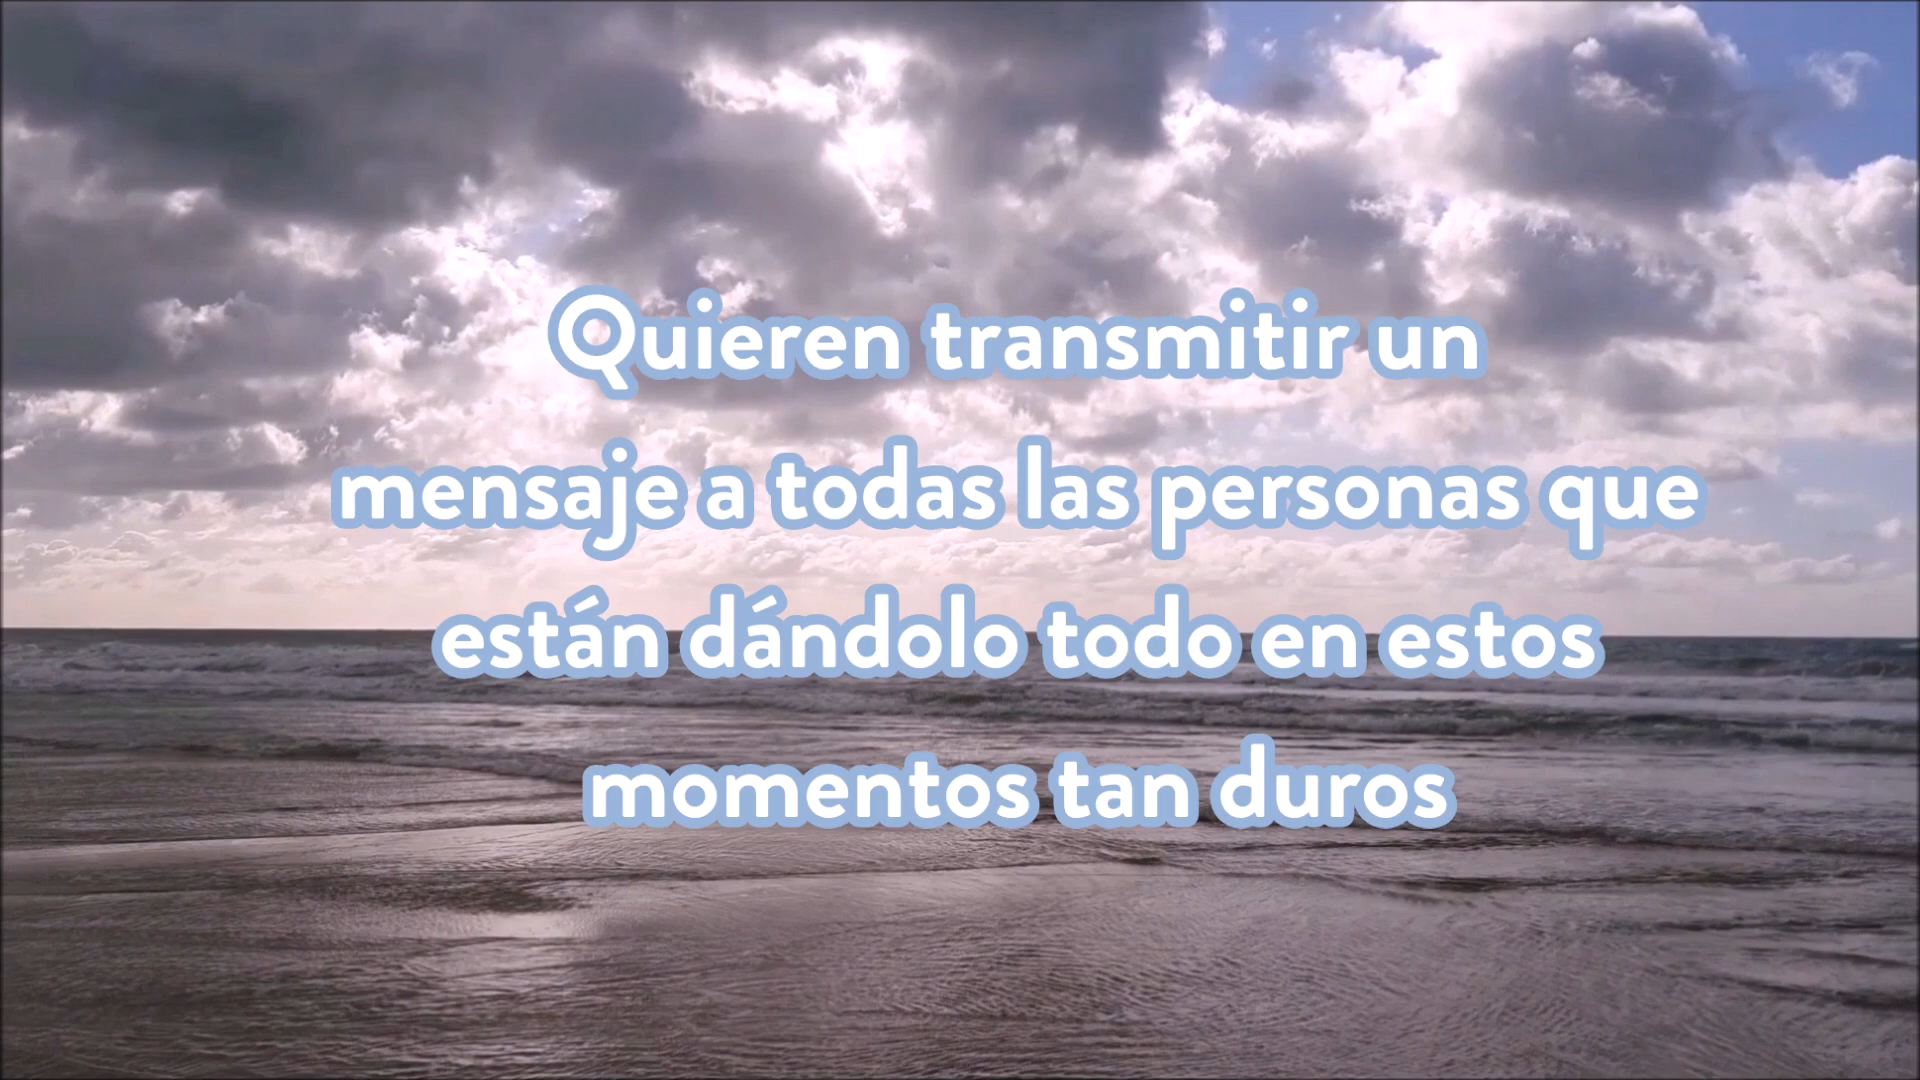 Quieren transmitir un
mensaje a todas las personas que
están dándolo todo en estos
momentos tan duros